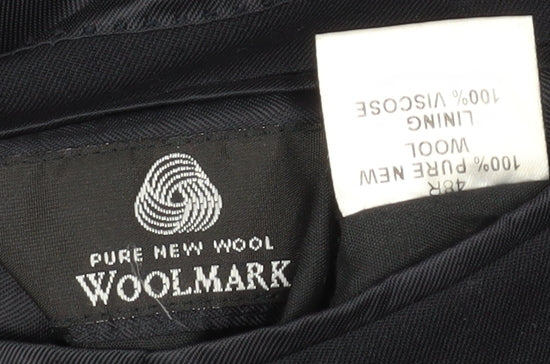 PURE NEW WOOL
WOOLMARK
48R
100% PURE NEW
WOOL
LINING
100% VISCOSE